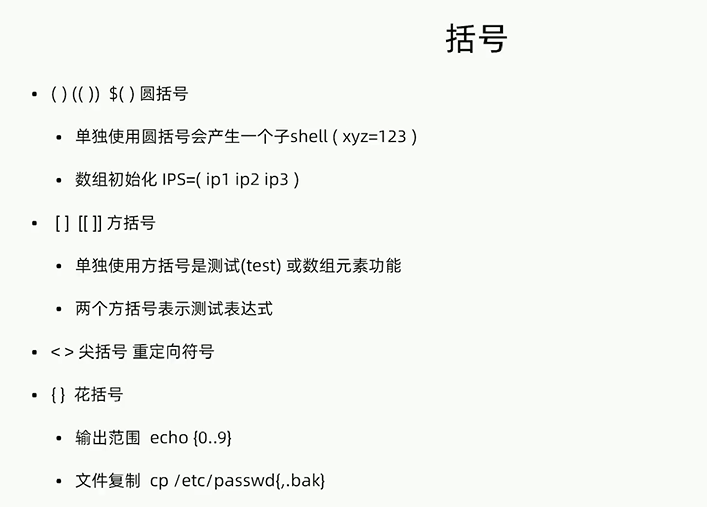 括号
• ( ) (( )) $( ) 圆括号
• 单独使用圆括号会产生一个子shell ( xyz=123 )
• 数组初始化 IPS=( ip1 ip2 ip3 )
• [ ] [[ ]] 方括号
• 单独使用方括号是测试(test) 或数组元素功能
• 两个方括号表示测试表达式
• < > 尖括号 重定向符号
• { } 花括号
• 输出范围 echo {0..9}
• 文件复制 cp /etc/passwd{,.bak}